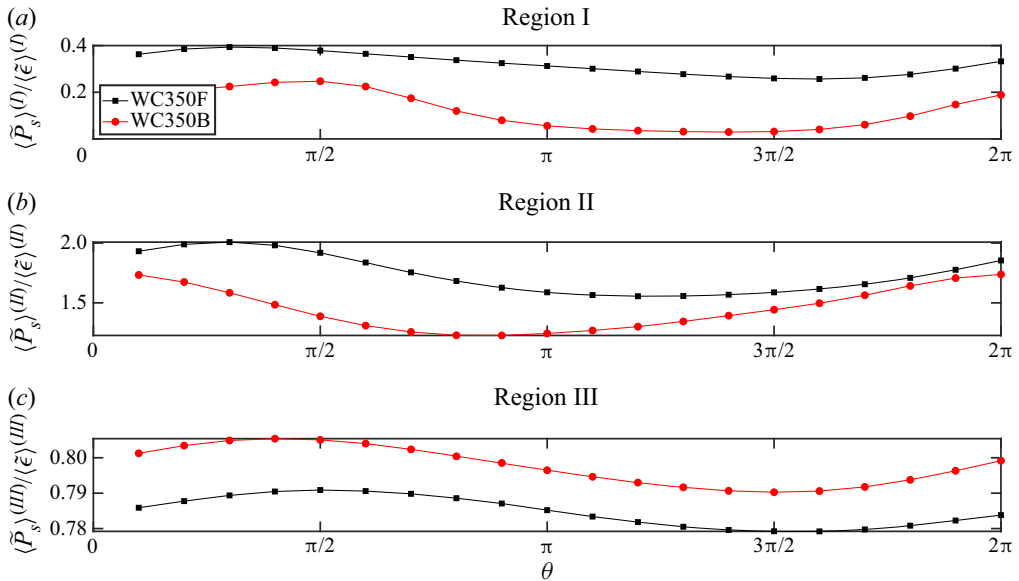 (a) Region I
⟨P̃ₛ⟩⁽ᴵ⁾/⟨ε̃⟩⁽ᴵ⁾
0.4
0.2
0
WC350F
WC350B
π/2 π 3π/2 2π
(b) Region II
⟨P̃ₛ⟩⁽ᴵᴵ⁾/⟨ε̃⟩⁽ᴵᴵ⁾
2.0
1.5
0 π/2 π 3π/2 2π
(c) Region III
⟨P̃ₛ⟩⁽ᴵᴵᴵ⁾/⟨ε̃⟩⁽ᴵᴵᴵ⁾
0.80
0.79
0.78
0 π/2 π 3π/2 2π
θ